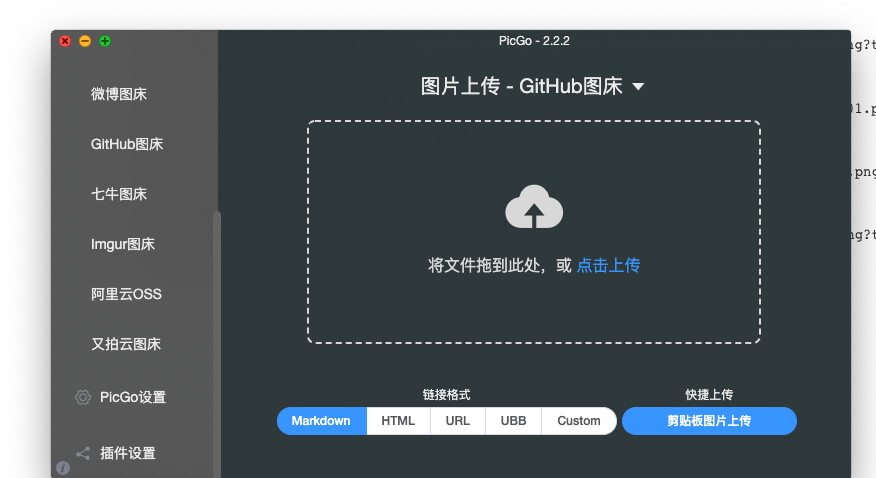 PicGo - 2.2.2
图片上传 - GitHub图床
微博图床
GitHub图床
七牛图床
Imgur图床
阿里云OSS
又拍云图床
PicGo设置
插件设置
将文件拖到此处，或 点击上传
链接格式
Markdown HTML URL UBB Custom
快捷上传
剪贴板图片上传
ng?t
01.p
.png
ng?t